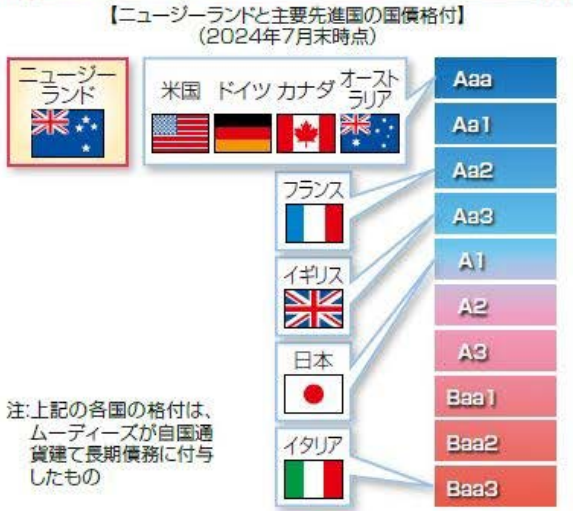 【ニュージーランドと主要先進国の国債格付】
(2024年7月末時点)
ニュージー
ランド
米国
ドイツ
カナダ
オースト
ラリア
フランス
イギリス
日本
イタリア
Aaa
Aa1
Aa2
Aa3
A1
A2
A3
Baa1
Baa2
Baa3
注:上記の各国の格付は、
ムーディーズが自国通
貨建て長期債務に付与
したもの